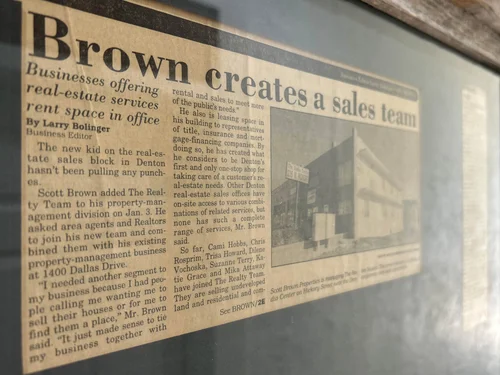 Brown creates a sales team
Businesses offering
real-estate services
rent space in office
By Larry Bolinger
Business Editor
The new kid on the real-es-
tate sales block in Denton
hasn't been pulling any punch-
es.
Scott Brown added The Real-
ty Team to his property-man-
agement division on Jan. 3. He
asked area agents and Realtors
to join his new team and com-
bined them with his existing
property-management business
at 1400 Dallas Drive.
"I needed another segment to
my business because I had peo-
ple calling me wanting me to
sell their houses or for me to
find them a place," Mr. Brown
said. "It just made sense to tie
my business together with
rental and sales to meet more
of the public's needs."
He also is leasing space in
his building to representatives
of title, insurance and mort-
gage-financing companies. By
doing so, he has created what
he considers to be Denton's
first and only one-stop shop for
taking care of a customer's re-
al-estate needs. Other Denton
real-estate sales offices have
on-site access to various combi-
nations of related services, but
none has such a complete
range of services, Mr. Brown
said.
So far, Cami Hobbs, Chris
Rosprim, Trisa Howard, Dilene
Vochoska, Suzanne Terry, Ka-
tie Groce and Mika Attaway
have joined The Realty Team.
They are selling undeveloped
land and residential and com-
See BROWN/2E
Scott Brown Properties